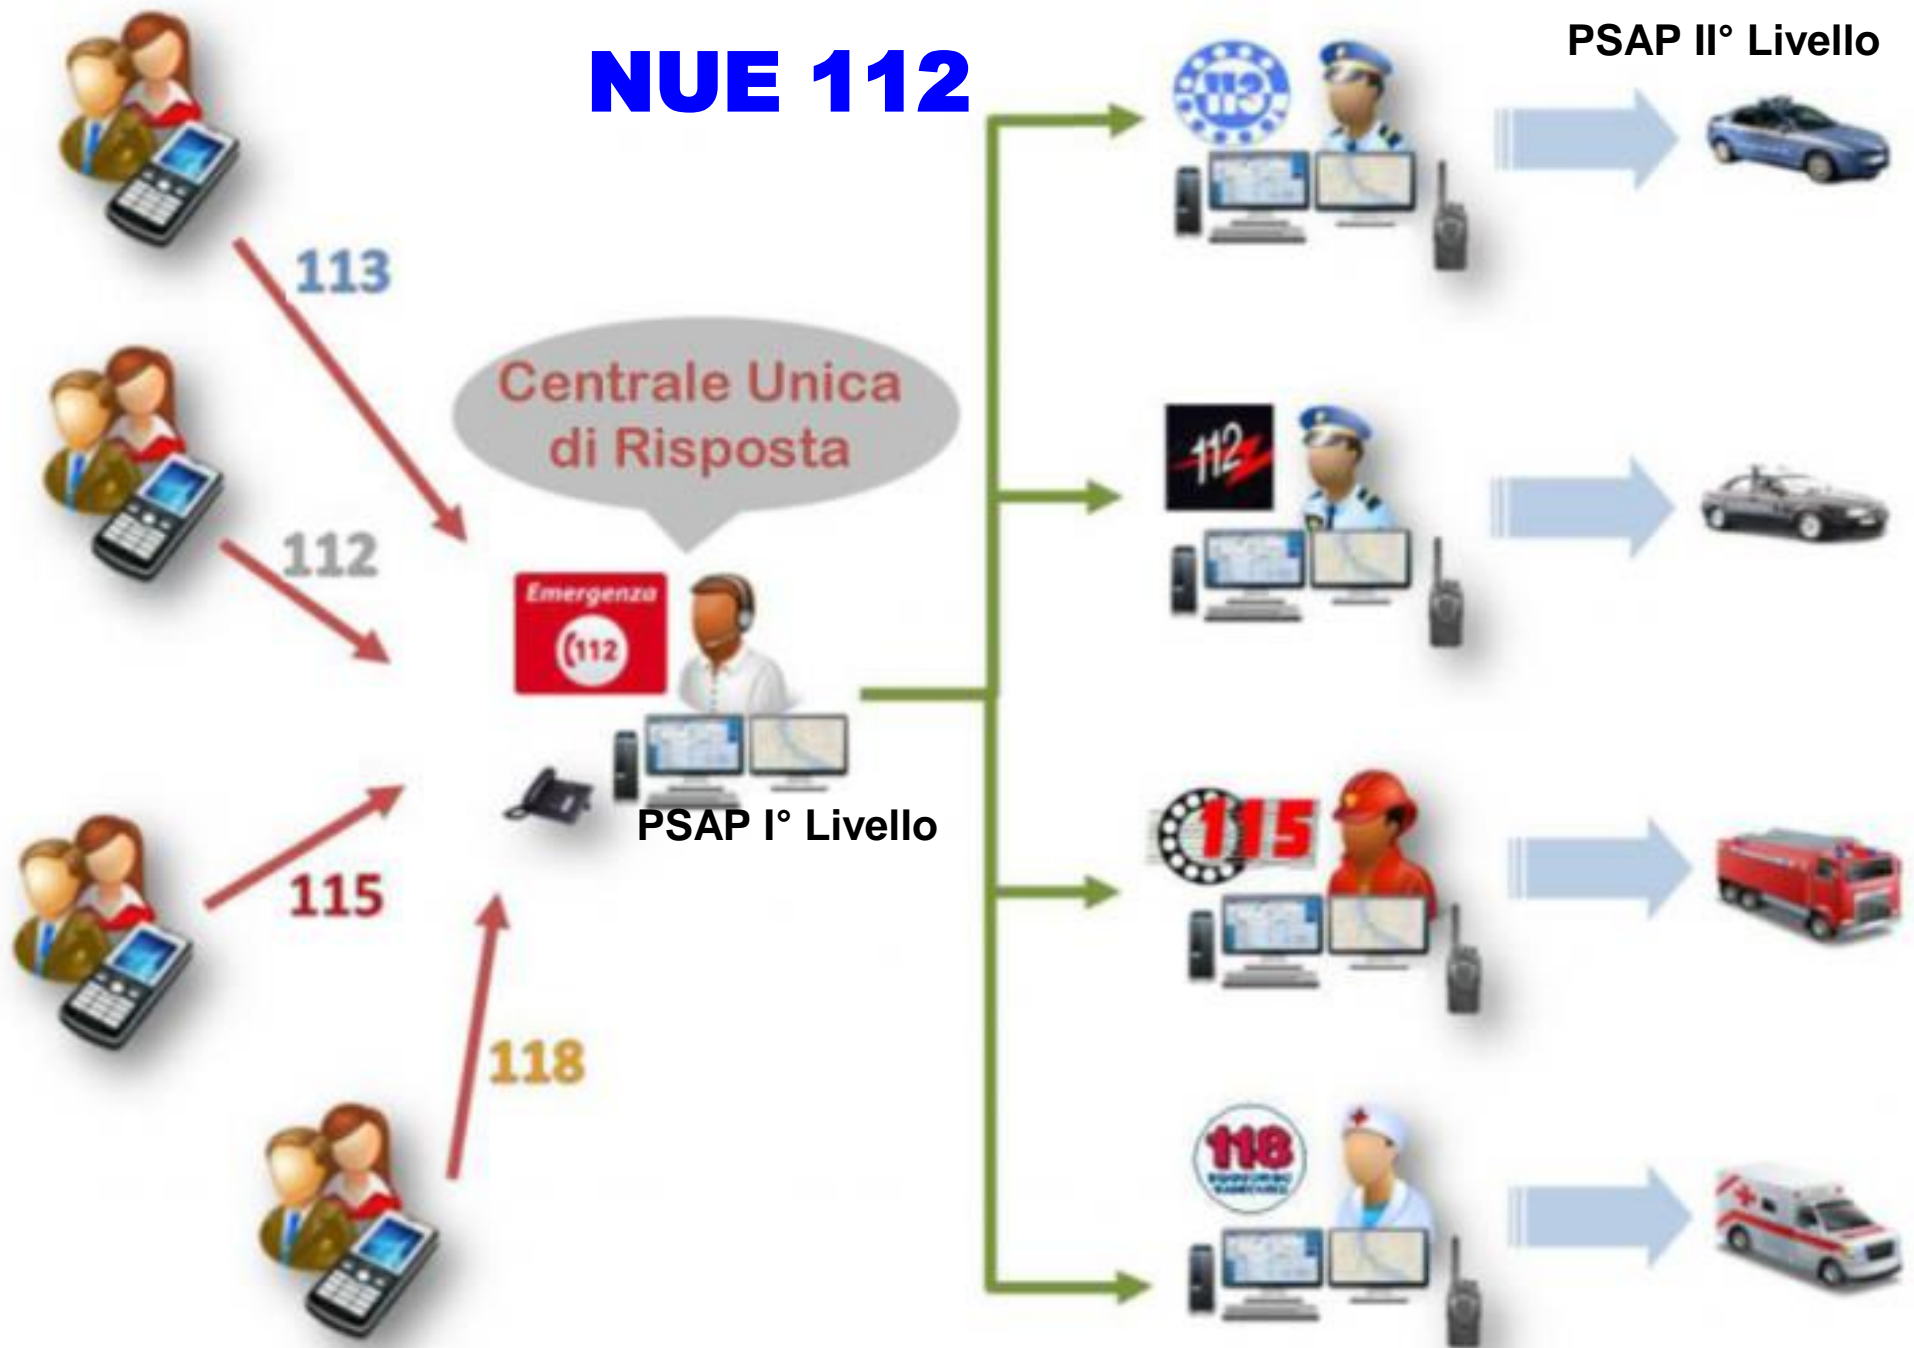 NUE 112
PSAP II° Livello
113
Centrale Unica
di Risposta
112
112
Emergenza
112
PSAP I° Livello
115
115
118
118